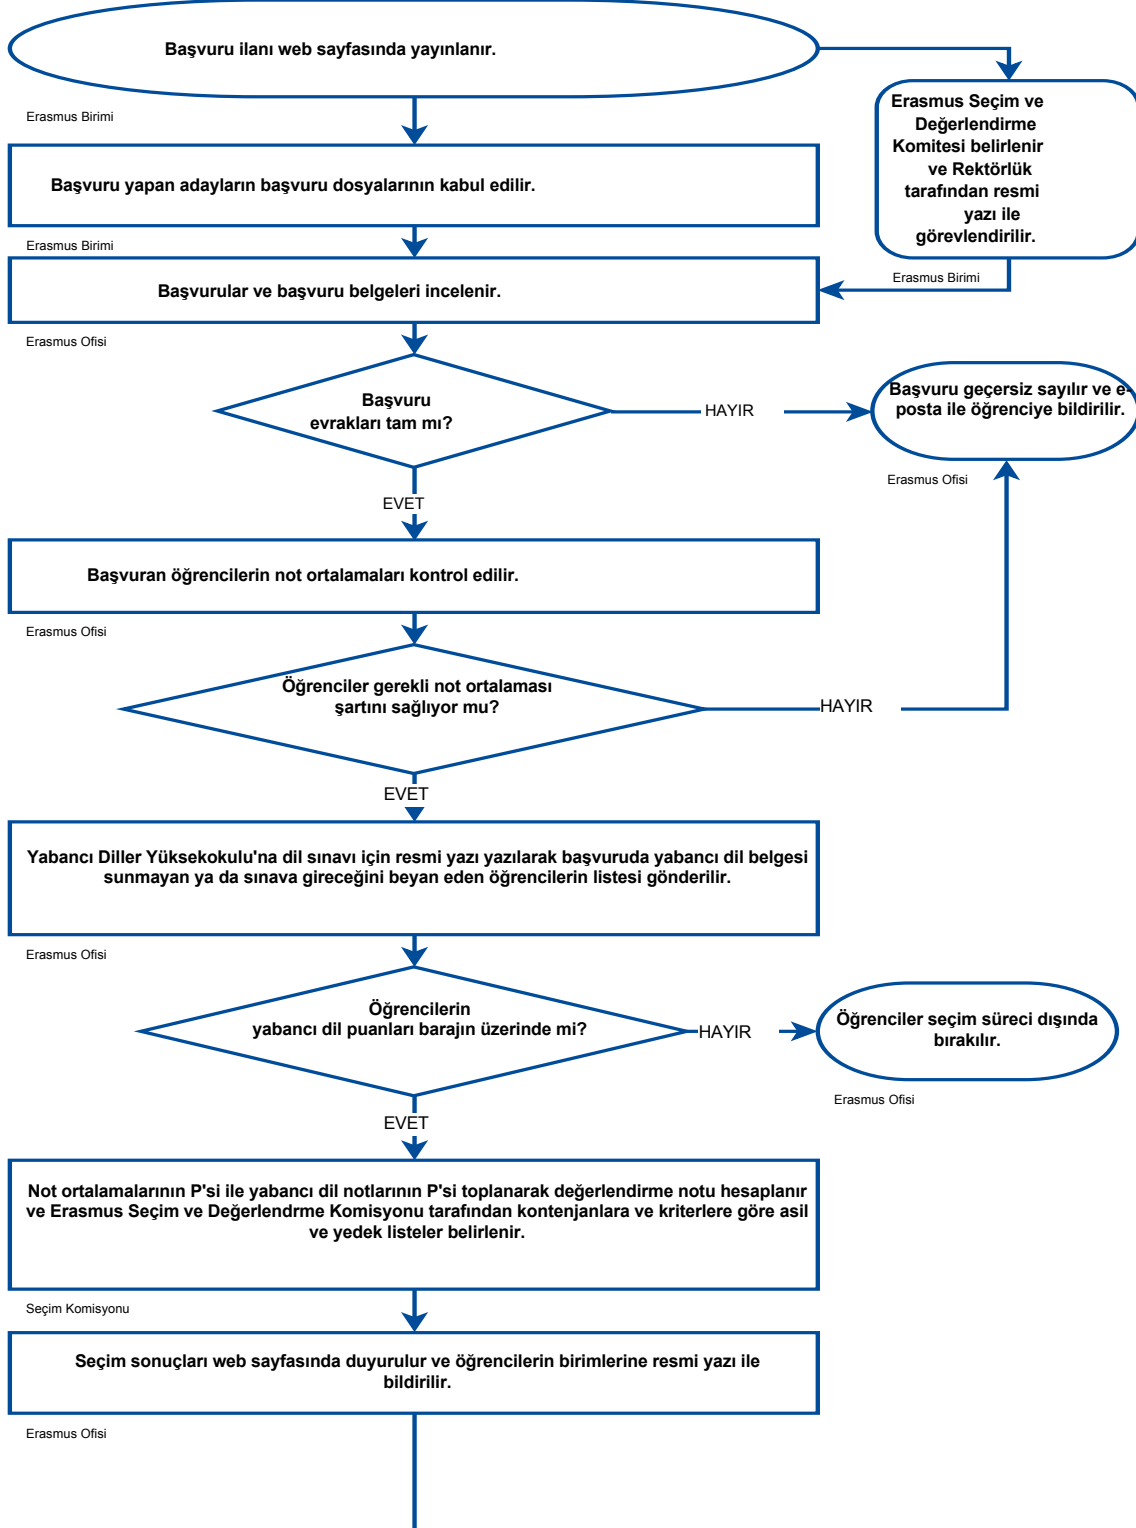 Başvuru ilanı web sayfasında yayınlanır.
Erasmus Birimi
Erasmus Seçim ve
Değerlendirme
Komitesi belirlenir
ve Rektörlük
tarafından resmi
yazı ile
görevlendirilir.
Erasmus Birimi
Başvuru yapan adayların başvuru dosyalarının kabul edilir.
Erasmus Birimi
Başvurular ve başvuru belgeleri incelenir.
Erasmus Ofisi
Başvuru
evrakları tam mı?
HAYIR
Başvuru geçersiz sayılır ve e-
posta ile öğrenciye bildirilir.
Erasmus Ofisi
EVET
Başvuran öğrencilerin not ortalamaları kontrol edilir.
Erasmus Ofisi
Öğrenciler gerekli not ortalaması
şartını sağlıyor mu?
HAYIR
EVET
Yabancı Diller Yüksekokulu'na dil sınavı için resmi yazı yazılarak başvuruda yabancı dil belgesi
sunmayan ya da sınava gireceğini beyan eden öğrencilerin listesi gönderilir.
Erasmus Ofisi
Öğrencilerin
yabancı dil puanları barajın üzerinde mi?
HAYIR
Öğrenciler seçim süreci dışında
bırakılır.
Erasmus Ofisi
EVET
Not ortalamalarının P'si ile yabancı dil notlarının P'si toplanarak değerlendirme notu hesaplanır
ve Erasmus Seçim ve Değerlendrme Komisyonu tarafından kontenjanlara ve kriterlere göre asil
ve yedek listeler belirlenir.
Seçim Komisyonu
Seçim sonuçları web sayfasında duyurulur ve öğrencilerin birimlerine resmi yazı ile
bildirilir.
Erasmus Ofisi